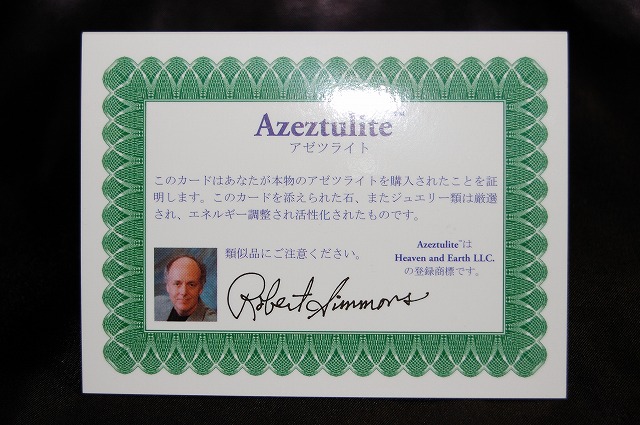 Azeztulite™
アゼツライト
このカードはあなたが本物のアゼツライトを購入されたことを証
明します。このカードを添えられた石、またジュエリー類は厳選
され、エネルギー調整され活性化されたものです。
類似品にご注意ください。
Azeztulite™は
Heaven and Earth LLC.
の登録商標です。
Robert Simmons